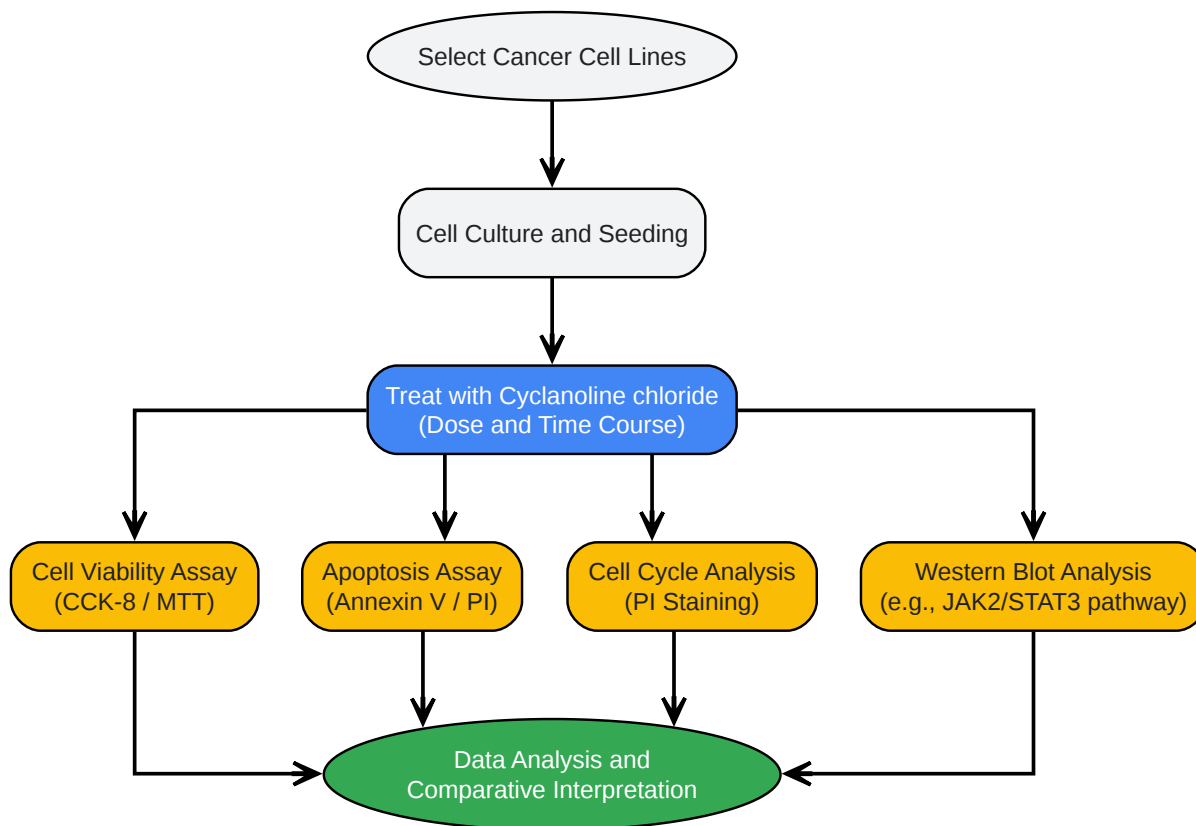 Select Cancer Cell Lines
Cell Culture and Seeding
Treat with Cyclanoline chloride
(Dose and Time Course)
Cell Viability Assay
(CCK-8 / MTT)
Apoptosis Assay
(Annexin V / PI)
Cell Cycle Analysis
(PI Staining)
Western Blot Analysis
(e.g., JAK2/STAT3 pathway)
Data Analysis and
Comparative Interpretation